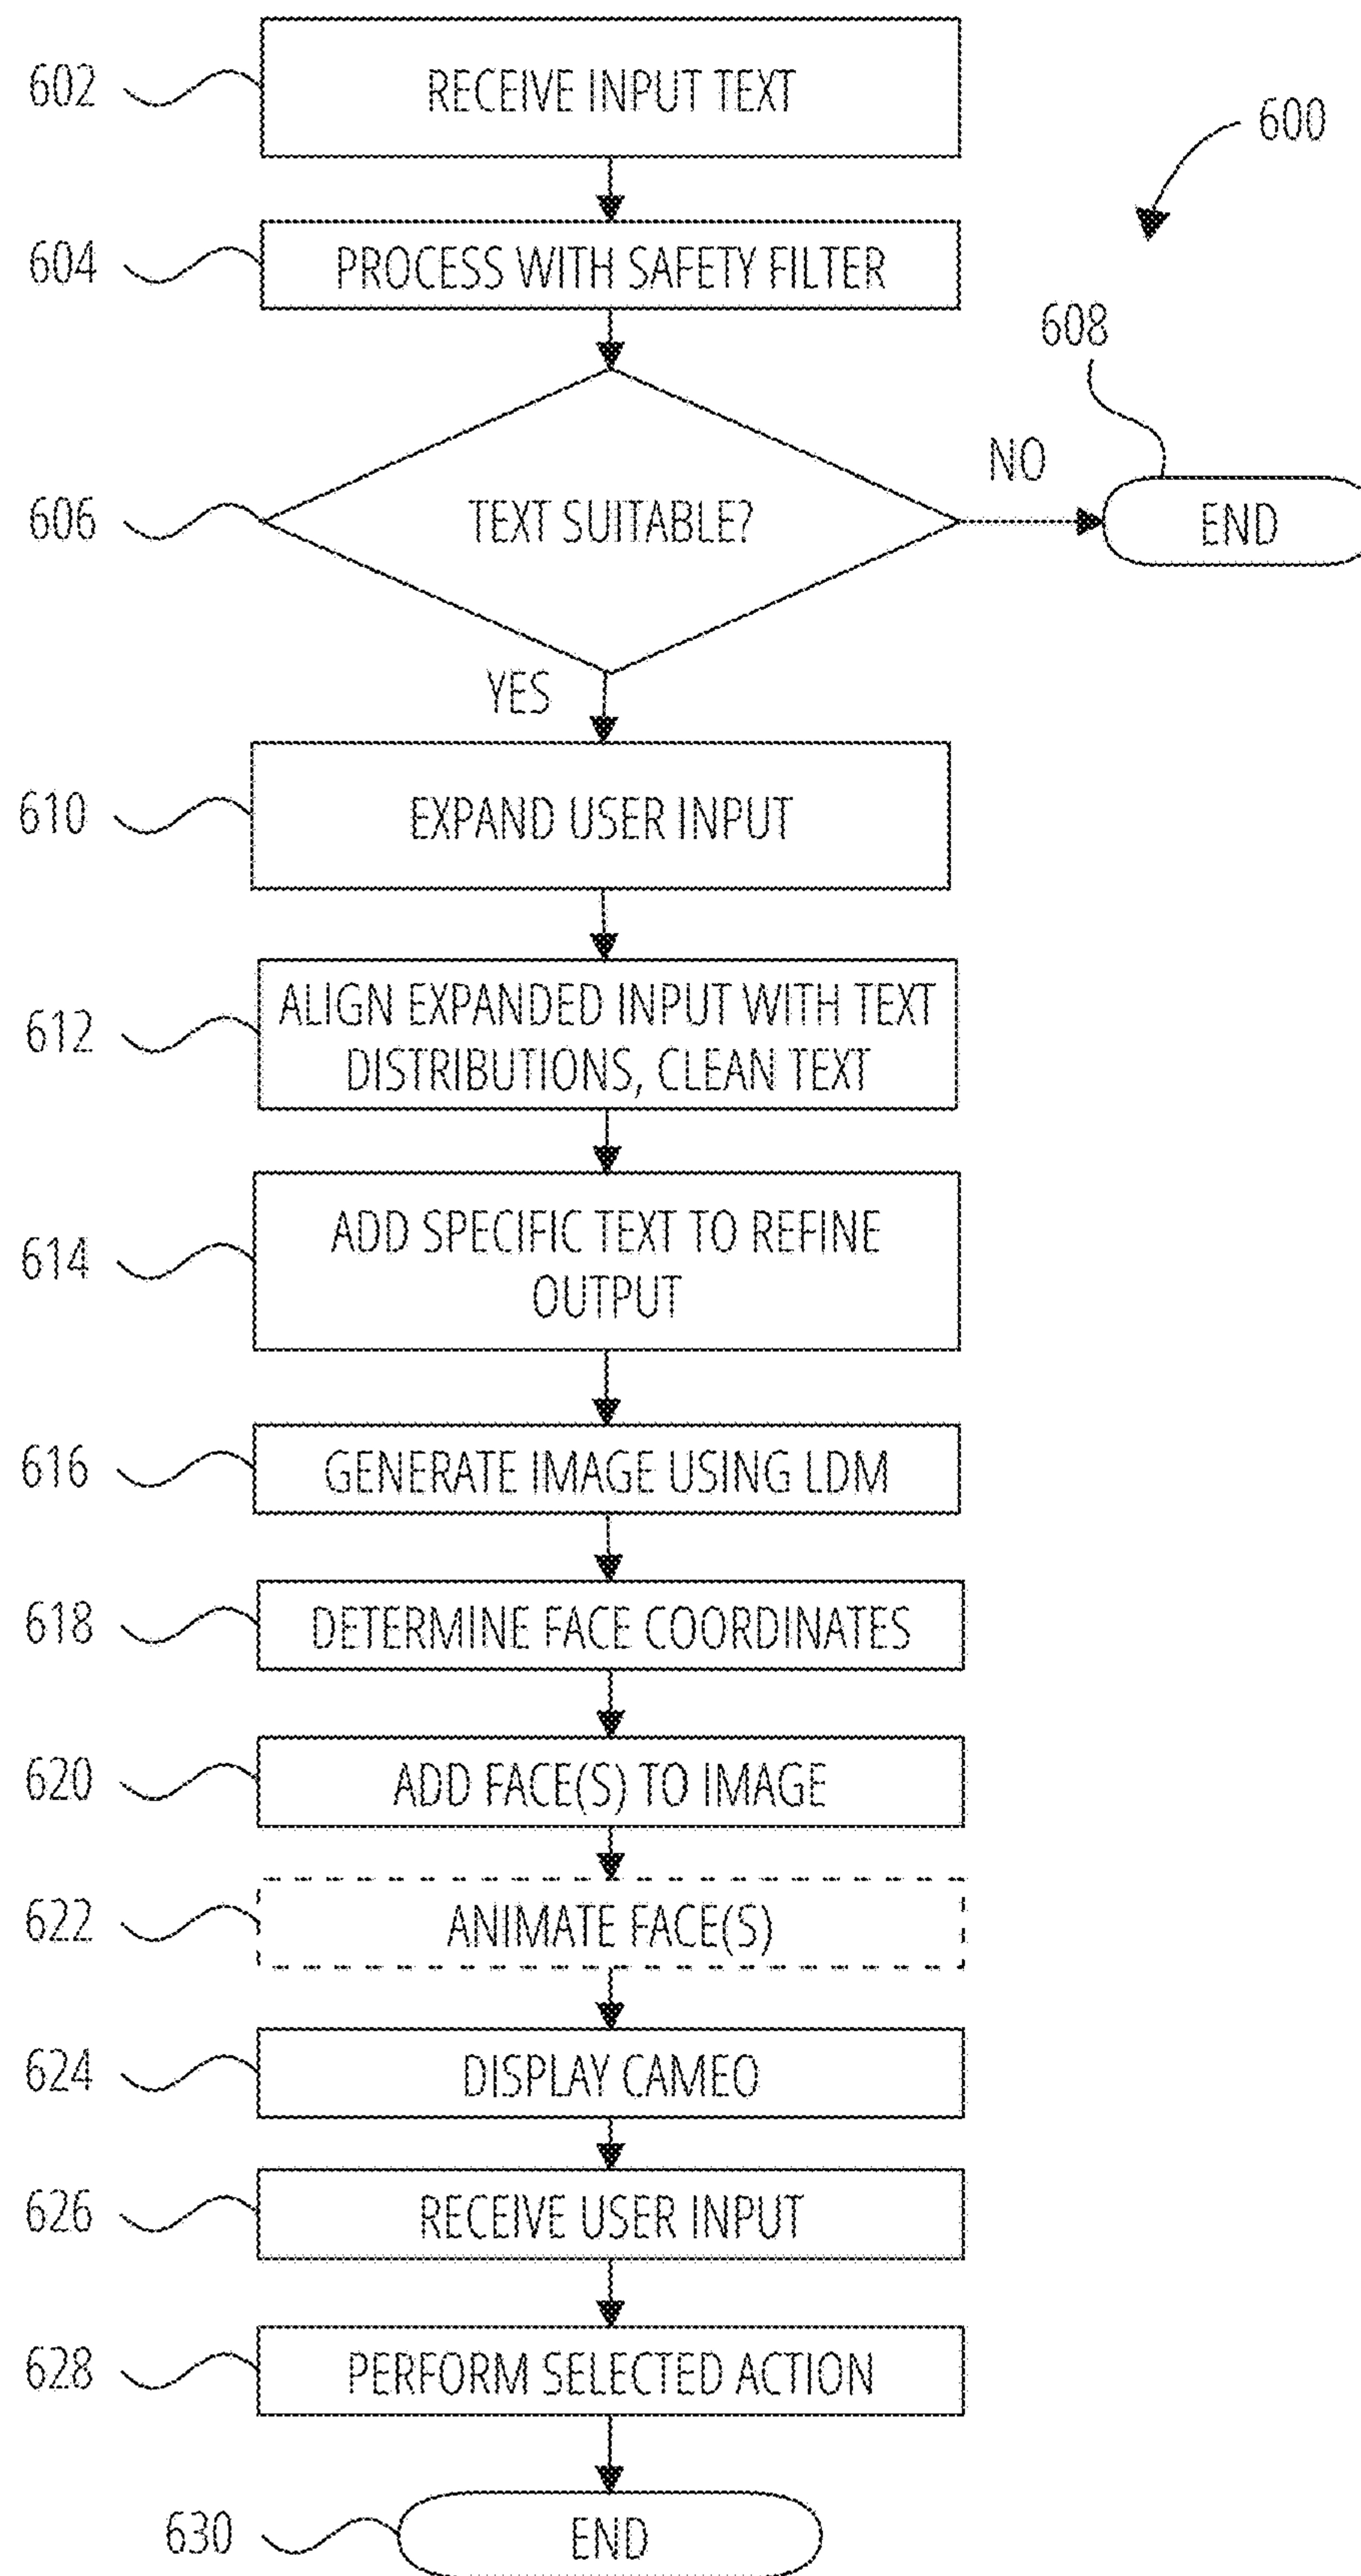 602
RECEIVE INPUT TEXT
600
604
PROCESS WITH SAFETY FILTER
608
606
TEXT SUITABLE?
NO
END
YES
610
EXPAND USER INPUT
612
ALIGN EXPANDED INPUT WITH TEXT
DISTRIBUTIONS, CLEAN TEXT
614
ADD SPECIFIC TEXT TO REFINE
OUTPUT
616
GENERATE IMAGE USING LDM
618
DETERMINE FACE COORDINATES
620
ADD FACE(S) TO IMAGE
622
ANIMATE FACE(S)
624
DISPLAY CAMEO
626
RECEIVE USER INPUT
628
PERFORM SELECTED ACTION
630
END